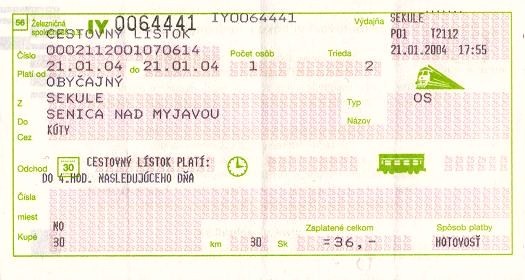 56 Železničná spoločnosť IY 0064441 IY0064441 Výdajňa SEKULE
CESTOVNÝ LÍSTOK P01 T2112
Číslo 0002112001070614 Počet osôb Trieda 21.01.2004 17:55
Platí od 21.01.04 do 21.01.04 1 2
OBYČAJNÝ
Z SEKULE Typ OS
Do SENICA NAD MYJAVOU Názov
Cez KÚTY
Odchod 30 CESTOVNÝ LÍSTOK PLATÍ:
DO 4.HOD. NASLEDUJÚCEHO DŇA
Čísla
miest NO Zaplatené celkom Spôsob platby
Kupé 30 km 30 Sk =36,- HOTOVOSŤ